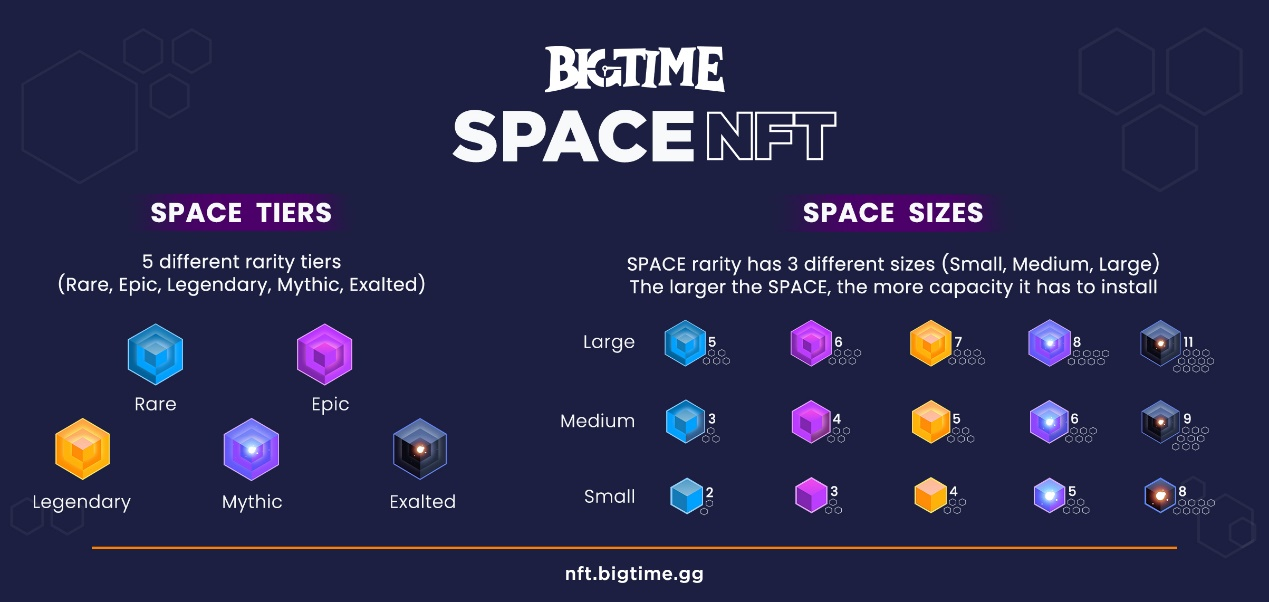 BIGTIME
SPACE NFT
SPACE TIERS
5 different rarity tiers
(Rare, Epic, Legendary, Mythic, Exalted)
Rare
Epic
Legendary
Mythic
Exalted
SPACE SIZES
SPACE rarity has 3 different sizes (Small, Medium, Large)
The larger the SPACE, the more capacity it has to install
Large 5 6 7 8 11
Medium 3 4 5 6 9
Small 2 3 4 5 8
nft.bigtime.gg